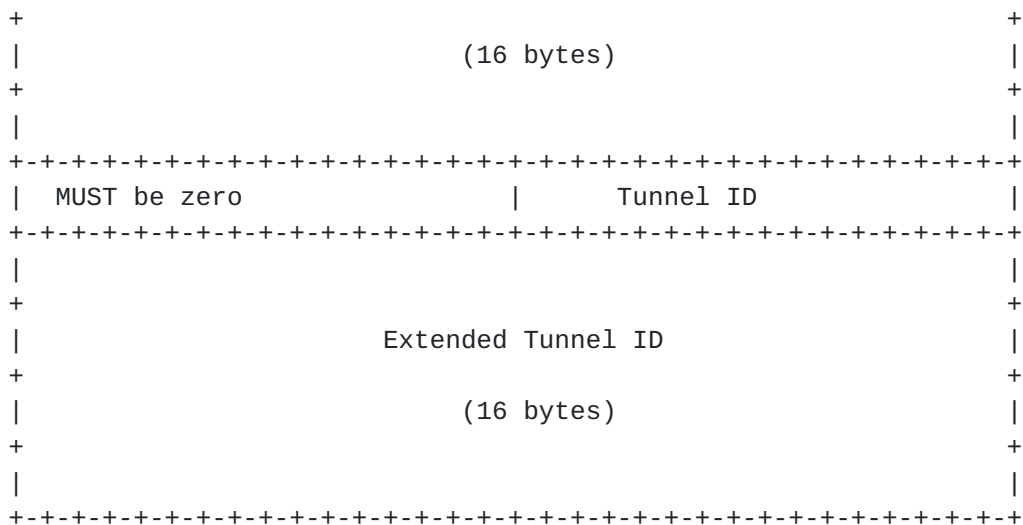 +                                                               +
|                            (16 bytes)                         |
+                                                               +
|                                                               |
+-+-+-+-+-+-+-+-+-+-+-+-+-+-+-+-+-+-+-+-+-+-+-+-+-+-+-+-+-+-+-+-+
|  MUST be zero                 |      Tunnel ID                |
+-+-+-+-+-+-+-+-+-+-+-+-+-+-+-+-+-+-+-+-+-+-+-+-+-+-+-+-+-+-+-+-+
|                                                               |
+                                                               +
|                       Extended Tunnel ID                      |
+                                                               +
|                            (16 bytes)                         |
+                                                               +
|                                                               |
+-+-+-+-+-+-+-+-+-+-+-+-+-+-+-+-+-+-+-+-+-+-+-+-+-+-+-+-+-+-+-+-+